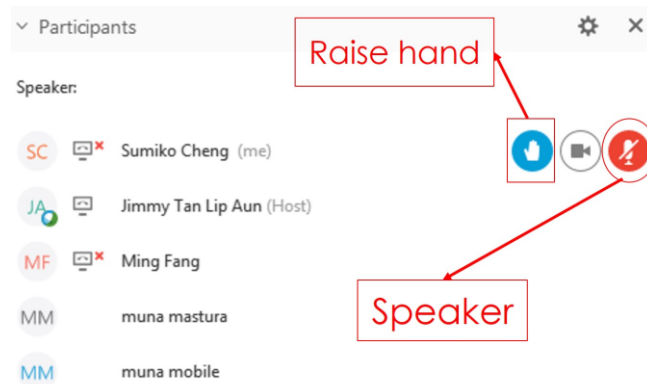 Participants
Raise hand
Speaker:
SC Sumiko Cheng (me)
JA Jimmy Tan Lip Aun (Host)
MF Ming Fang
Speaker
MM muna mastura
MM muna mobile